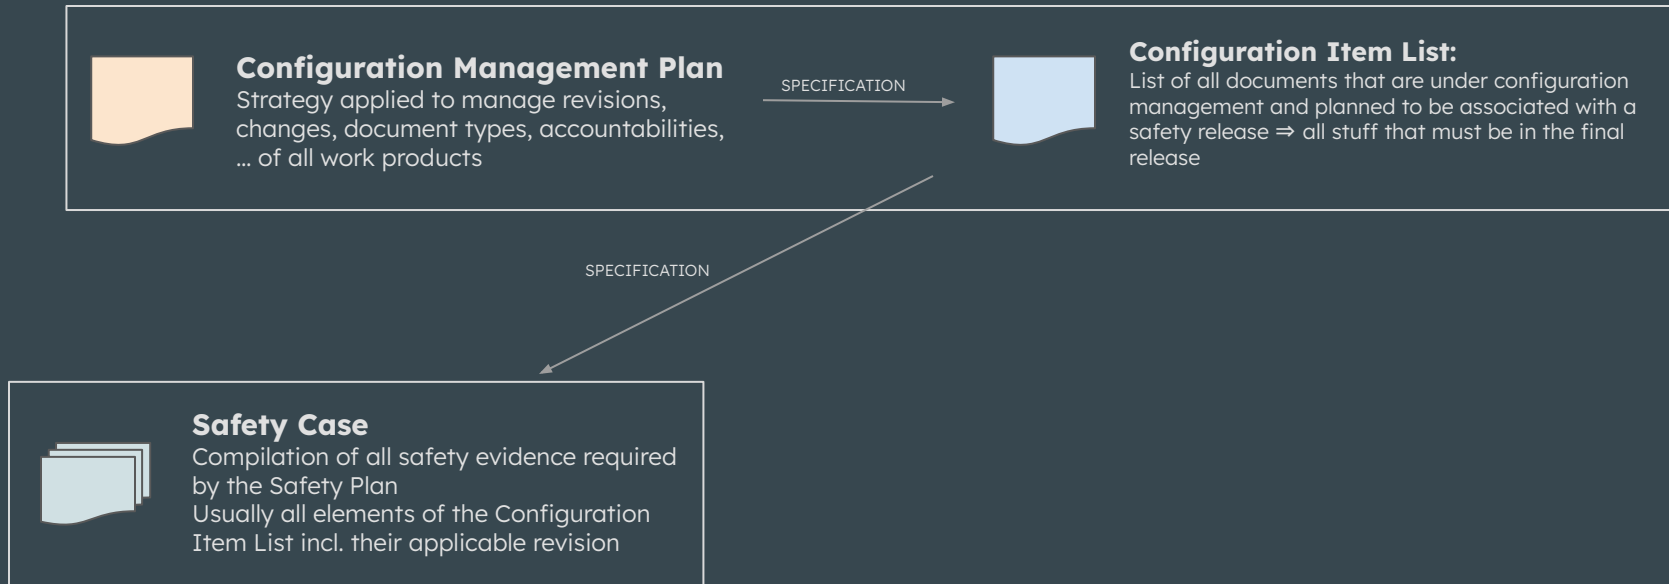 Configuration Management Plan
Strategy applied to manage revisions,
changes, document types, accountabilities,
... of all work products
SPECIFICATION
Configuration Item List:
List of all documents that are under configuration
management and planned to be associated with a
safety release ⇒ all stuff that must be in the final
release
SPECIFICATION
Safety Case
Compilation of all safety evidence required
by the Safety Plan
Usually all elements of the Configuration
Item List incl. their applicable revision